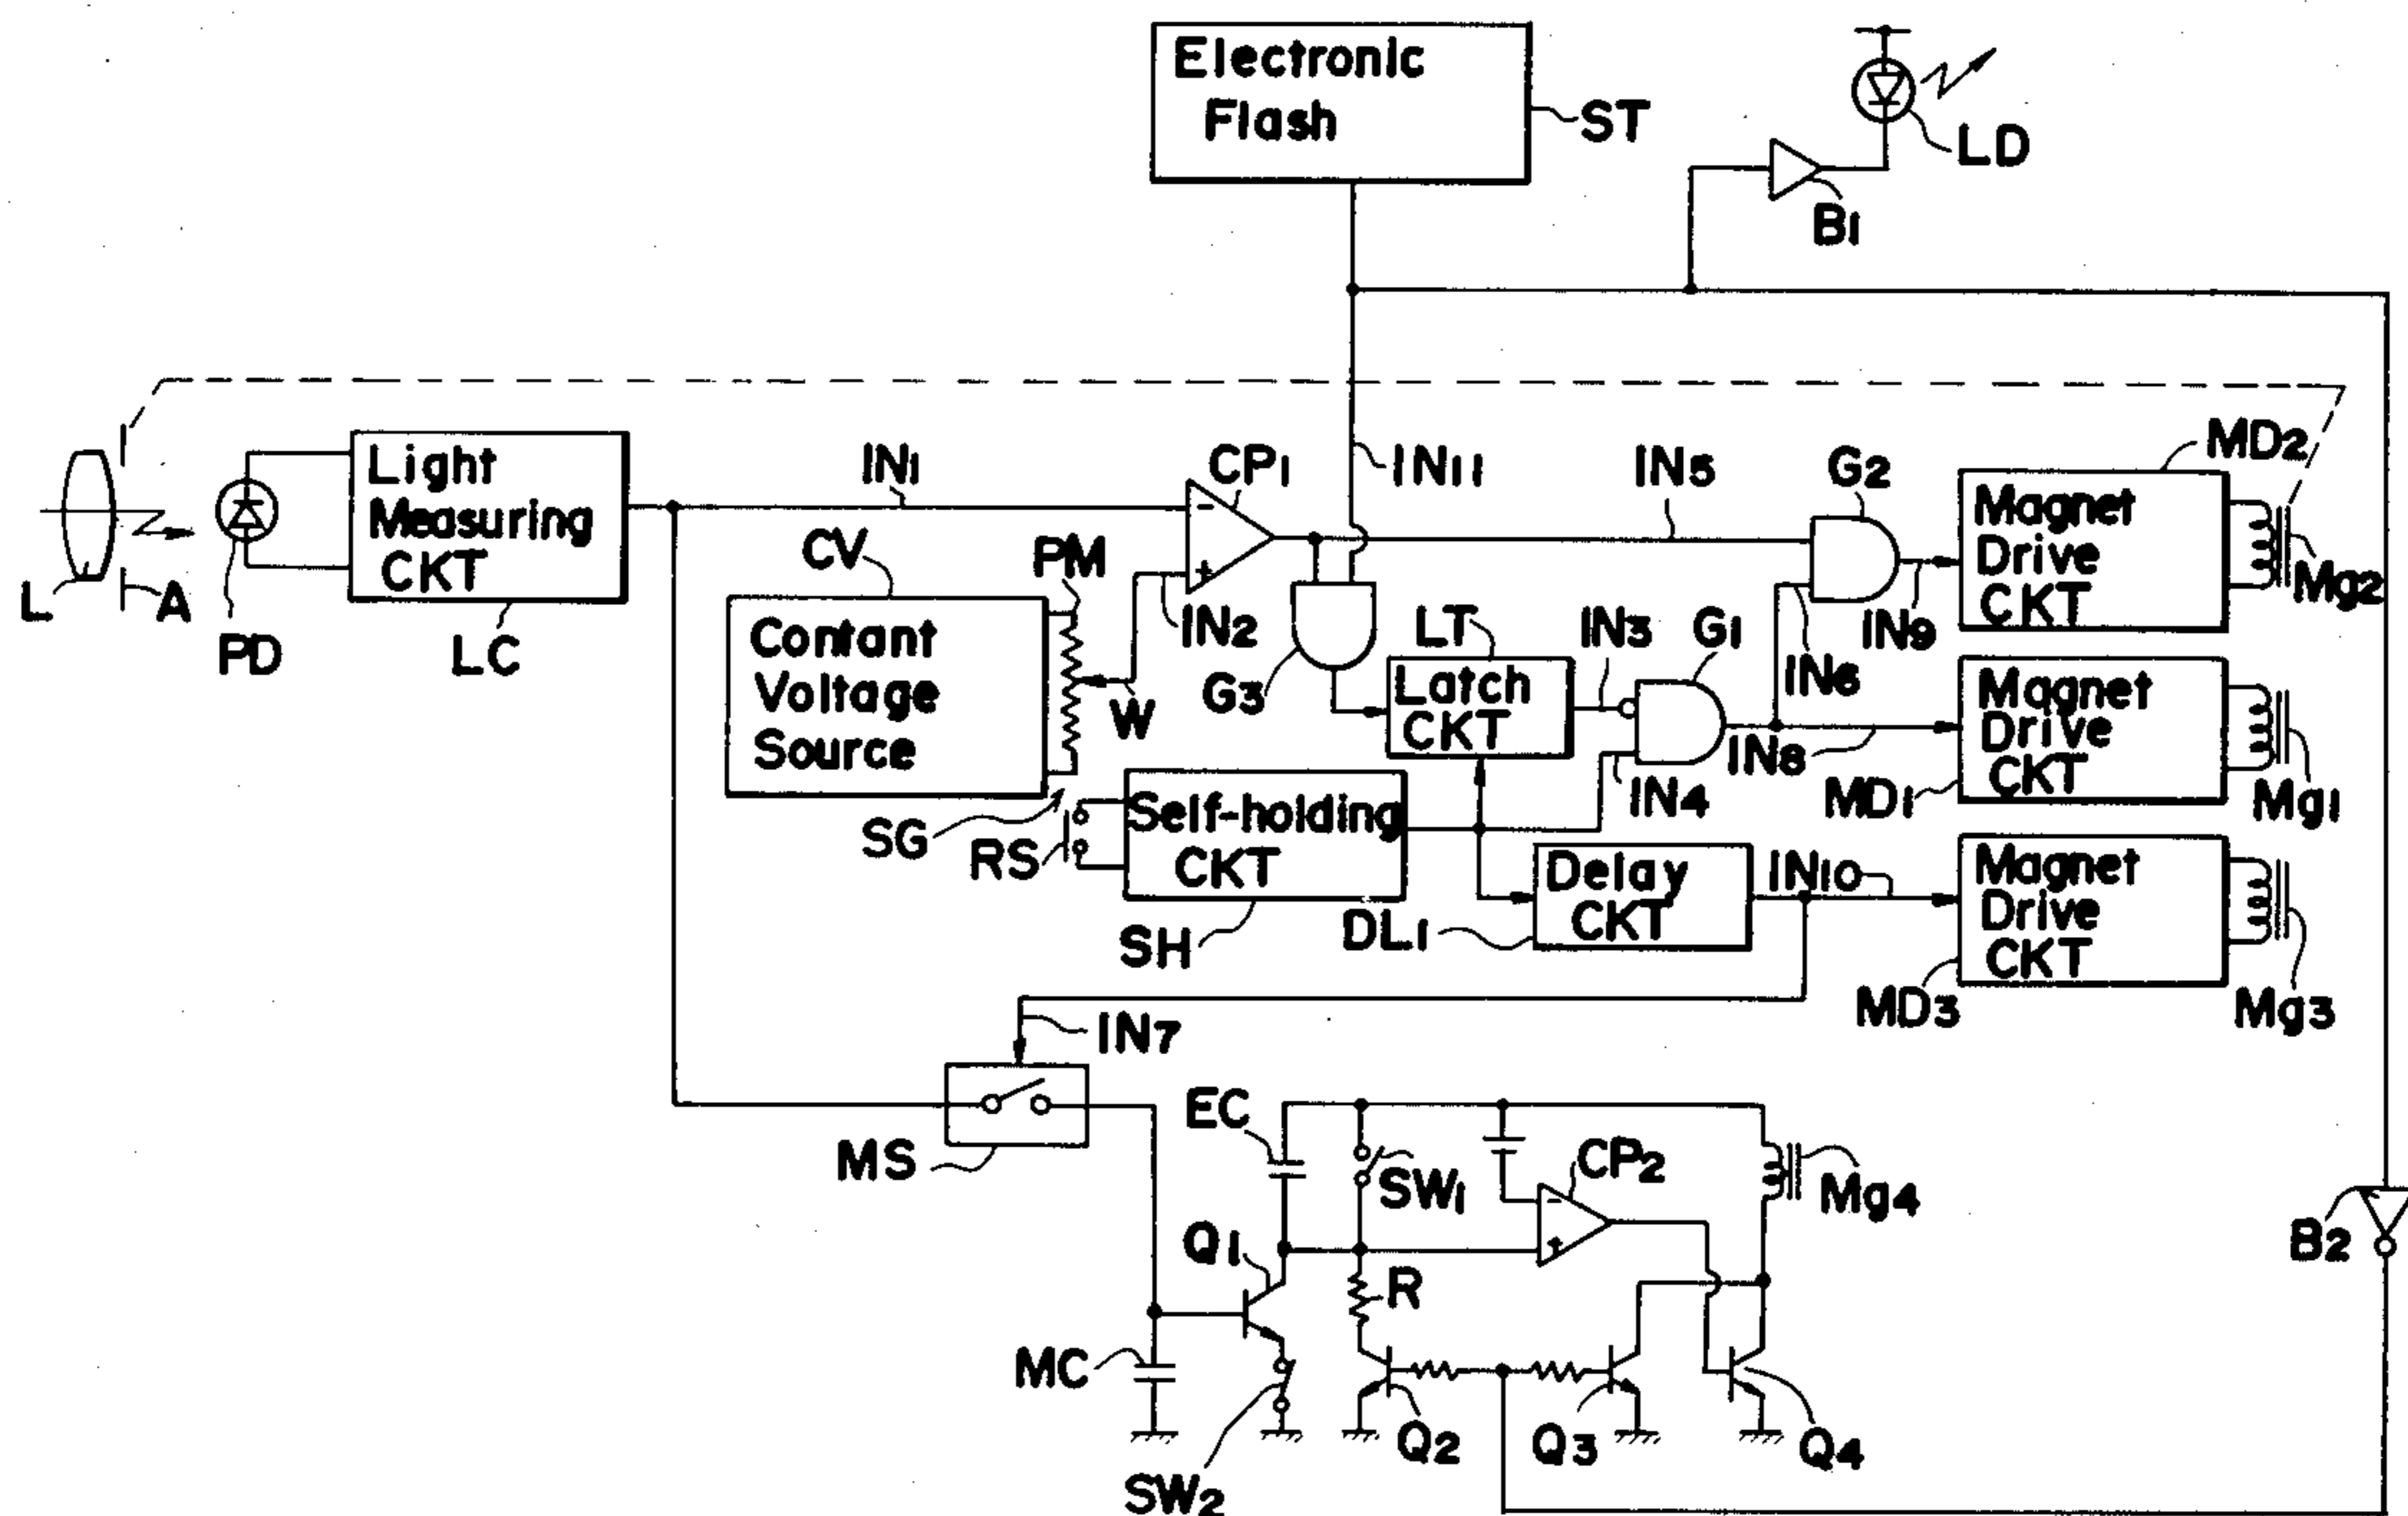 Electronic
Flash
ST
LD
B1
Light
Measuring
CKT
L
A
PD
LC
IN1
CP1
IN11
IN5
G2
MD2
CV
PM
Contant
Voltage
Source
IN2
W
G3
LT
Latch
CKT
IN3
G1
Magnet
Drive
CKT
Mg2
IN9
IN6
IN8
Magnet
Drive
CKT
MD1
Mg1
IN4
SG
RS
Self-holding
CKT
SH
Delay
CKT
DL1
IN10
Magnet
Drive
CKT
MD3
Mg3
IN7
MS
EC
SW1
CP2
Mg4
B2
Q1
R
MC
SW2
Q2
Q3
Q4
-
+
-
+